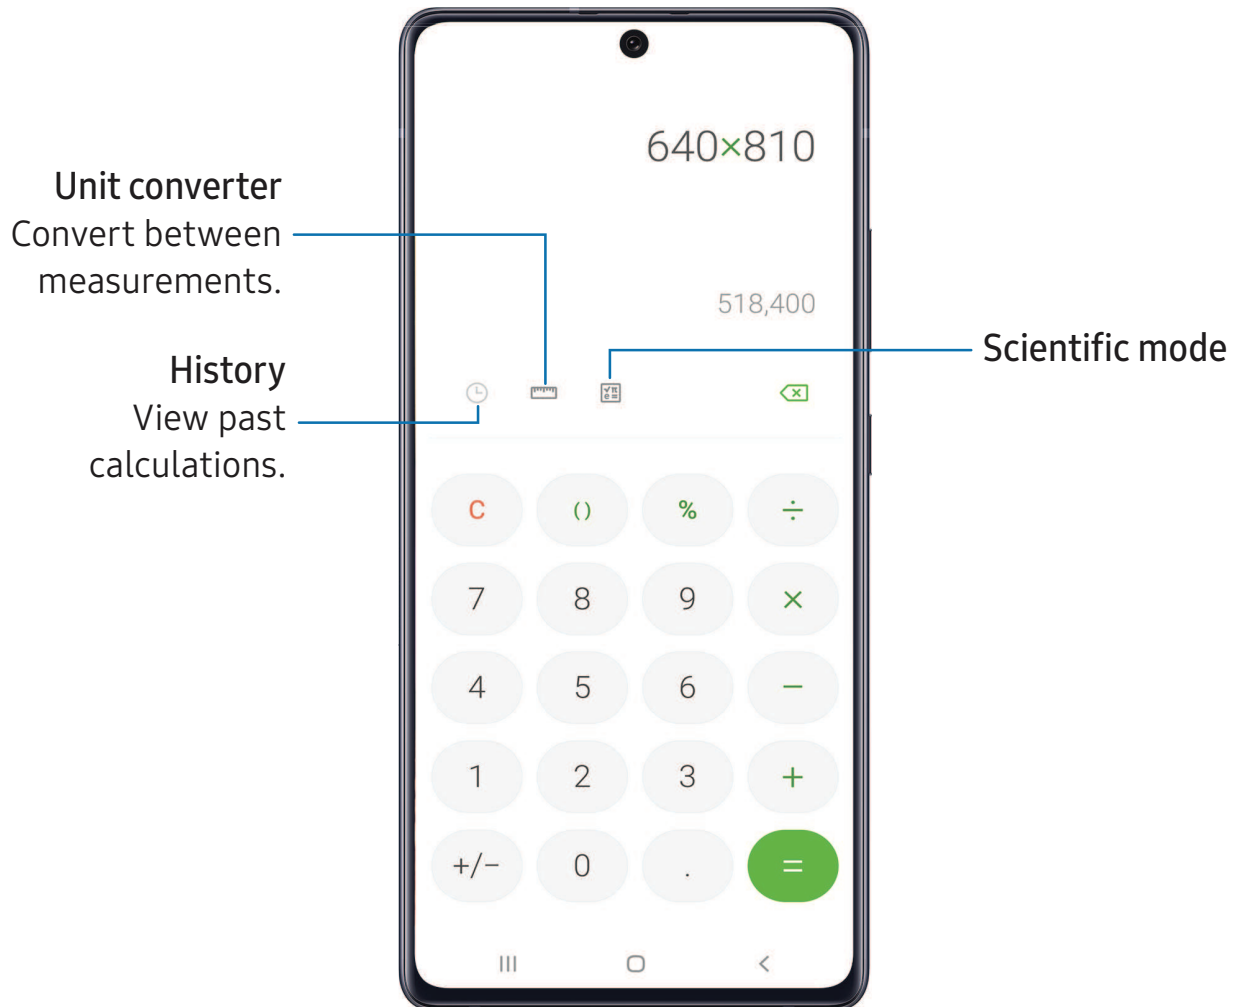 640×810
Unit converter
Convert between
measurements.
518,400
History
View past
calculations.
Scientific mode
√π
e=
C () % ÷
7 8 9 ×
4 5 6 −
1 2 3 +
+/− 0 . =